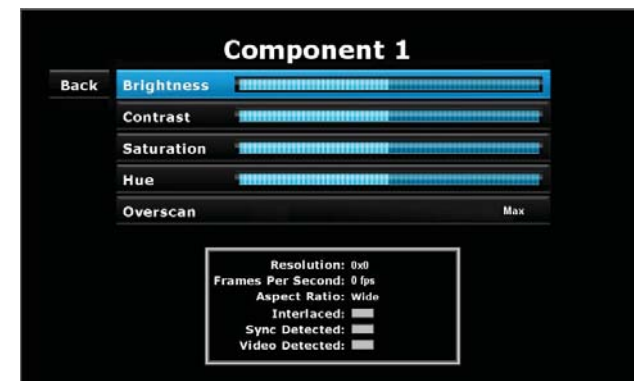 Component 1
Back
Brightness
Contrast
Saturation
Hue
Overscan Max
Resolution: 0x0
Frames Per Second: 0 fps
Aspect Ratio: Wide
Interlaced:
Sync Detected:
Video Detected: